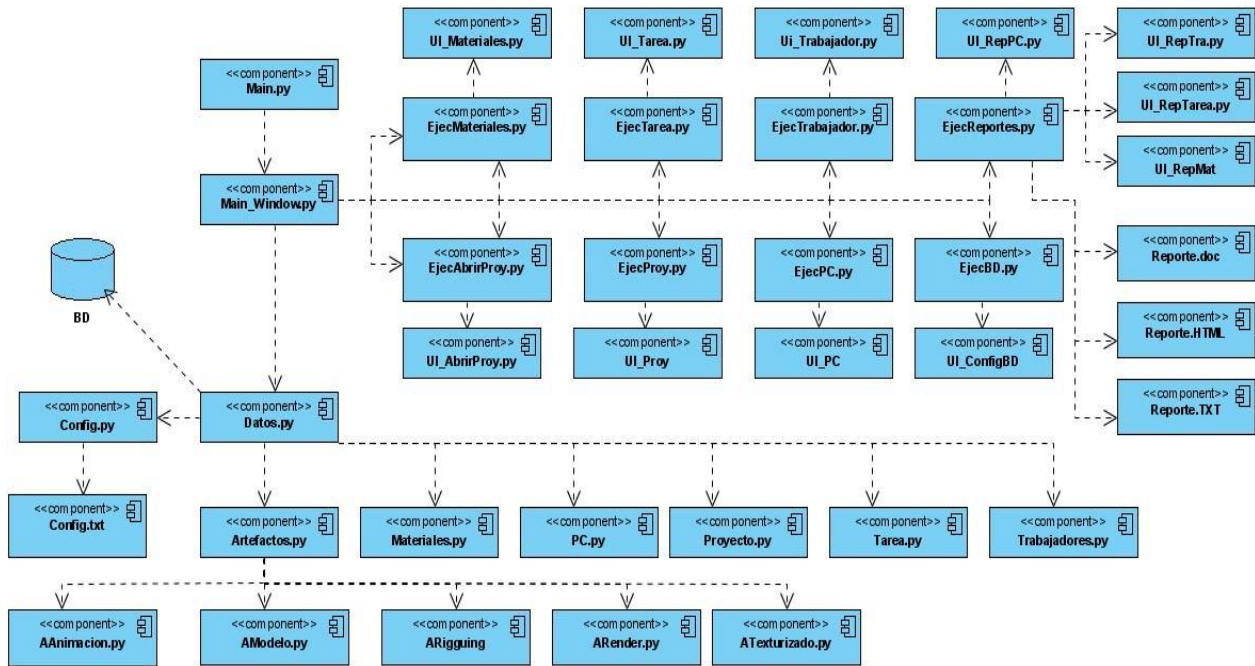 <<component>>
UI_Materiales.py
<<component>>
UI_Tarea.py
<<component>>
Ui_Trabajador.py
<<component>>
UI_RepPC.py
<<component>>
UI_RepTra.py
<<component>>
Main.py
<<component>>
EjecMateriales.py
<<component>>
EjecTarea.py
<<component>>
EjecTrabajador.py
<<component>>
EjecReportes.py
<<component>>
UI_RepTarea.py
<<component>>
UI_RepMat
<<component>>
Main_Window.py
<<component>>
EjecAbrirProy.py
<<component>>
EjecProy.py
<<component>>
EjecPC.py
<<component>>
EjecBD.py
<<component>>
Reporte.doc
BD
<<component>>
UI_AbrirProy.py
<<component>>
UI_Proy
<<component>>
UI_PC
<<component>>
UI_ConfigBD
<<component>>
Reporte.HTML
<<component>>
Config.py
<<component>>
Datos.py
<<component>>
Reporte.TXT
<<component>>
Config.txt
<<component>>
Artefactos.py
<<component>>
Materiales.py
<<component>>
PC.py
<<component>>
Proyecto.py
<<component>>
Tarea.py
<<component>>
Trabajadores.py
<<component>>
AAnimacion.py
<<component>>
AModelo.py
<<component>>
ARigguing
<<component>>
ARender.py
<<component>>
ATexturizado.py